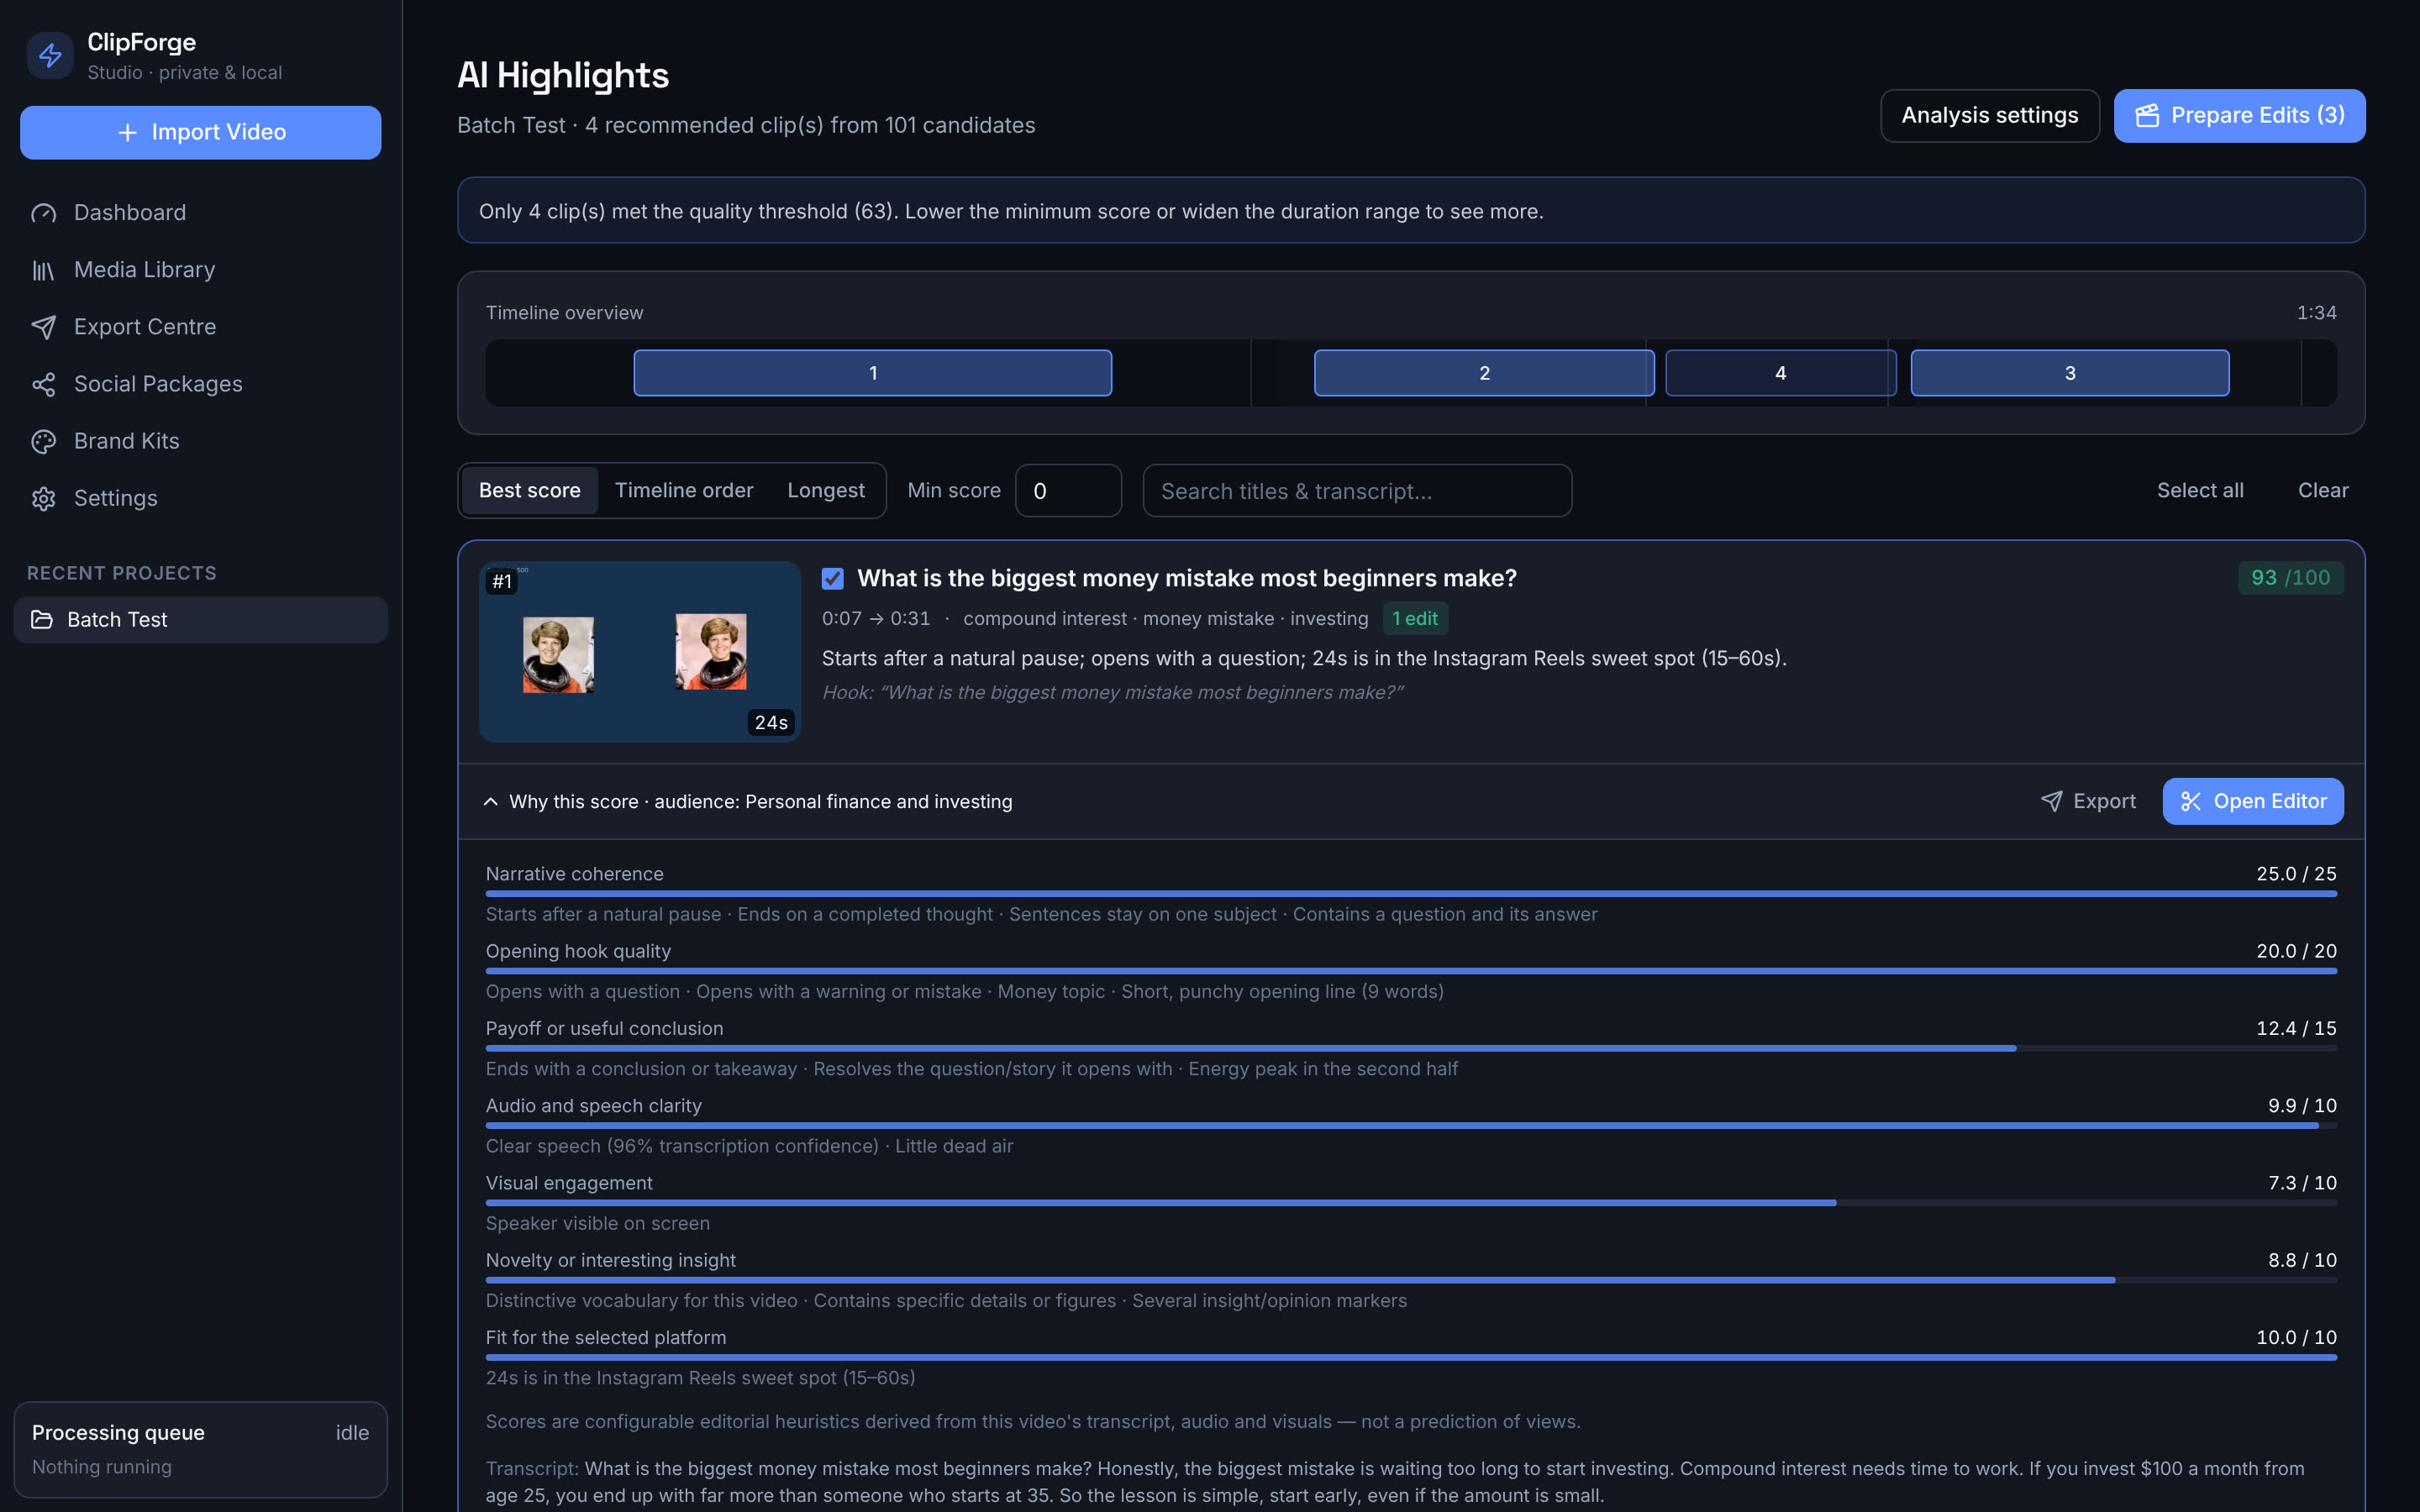 ClipForge
Studio · private & local
Import Video
Dashboard
Media Library
Export Centre
Social Packages
Brand Kits
Settings
RECENT PROJECTS
Batch Test
Processing queue
idle
Nothing running
AI Highlights
Batch Test · 4 recommended clip(s) from 101 candidates
Analysis settings
Prepare Edits (3)
Only 4 clip(s) met the quality threshold (63). Lower the minimum score or widen the duration range to see more.
Timeline overview
1:34
1
2
4
3
Best score
Timeline order
Longest
Min score
0
Search titles & transcript...
Select all
Clear
#1
24s
What is the biggest money mistake most beginners make?
93 /100
0:07 → 0:31 · compound interest · money mistake · investing
1 edit
Starts after a natural pause; opens with a question; 24s is in the Instagram Reels sweet spot (15–60s).
Hook: “What is the biggest money mistake most beginners make?”
Why this score · audience: Personal finance and investing
Export
Open Editor
Narrative coherence
25.0 / 25
Starts after a natural pause · Ends on a completed thought · Sentences stay on one subject · Contains a question and its answer
Opening hook quality
20.0 / 20
Opens with a question · Opens with a warning or mistake · Money topic · Short, punchy opening line (9 words)
Payoff or useful conclusion
12.4 / 15
Ends with a conclusion or takeaway · Resolves the question/story it opens with · Energy peak in the second half
Audio and speech clarity
9.9 / 10
Clear speech (96% transcription confidence) · Little dead air
Visual engagement
7.3 / 10
Speaker visible on screen
Novelty or interesting insight
8.8 / 10
Distinctive vocabulary for this video · Contains specific details or figures · Several insight/opinion markers
Fit for the selected platform
10.0 / 10
24s is in the Instagram Reels sweet spot (15–60s)
Scores are configurable editorial heuristics derived from this video's transcript, audio and visuals — not a prediction of views.
Transcript: What is the biggest money mistake most beginners make? Honestly, the biggest mistake is waiting too long to start investing. Compound interest needs time to work. If you invest $100 a month from
age 25, you end up with far more than someone who starts at 35. So the lesson is simple, start early, even if the amount is small.